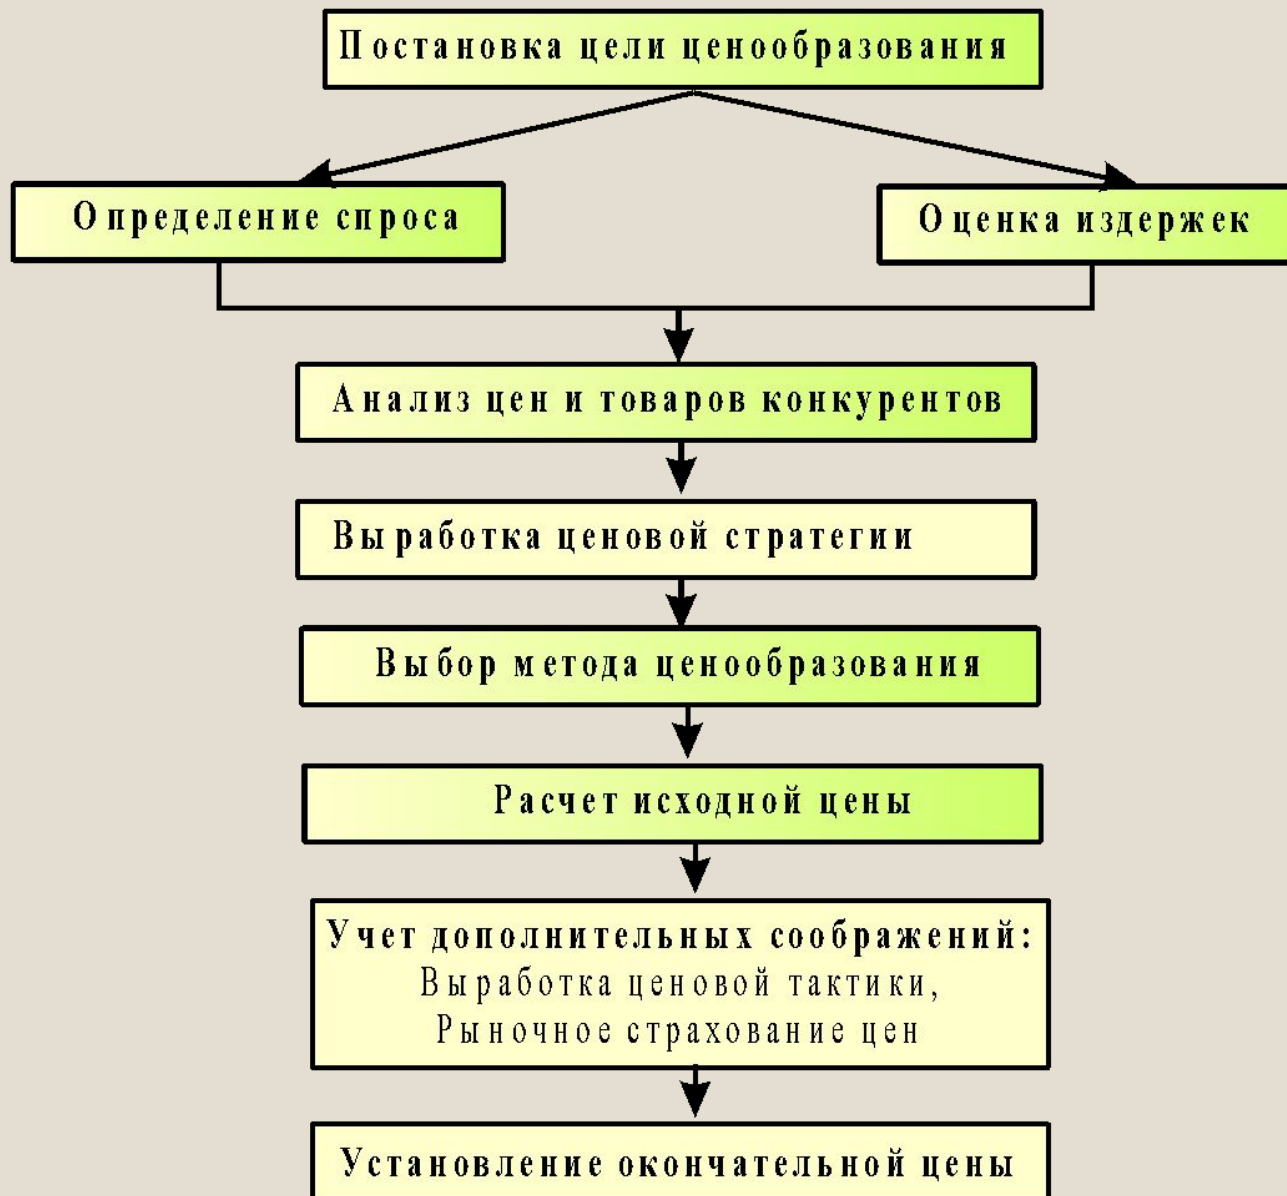 Постановка цели ценообразования
Определение спроса
Оценка издержек
Анализ цен и товаров конкурентов
Выработка ценовой стратегии
Выбор метода ценообразования
Расчет исходной цены
Учет дополнительных соображений:
Выработка ценовой тактики,
Рыночное страхование цен
Установление окончательной цены